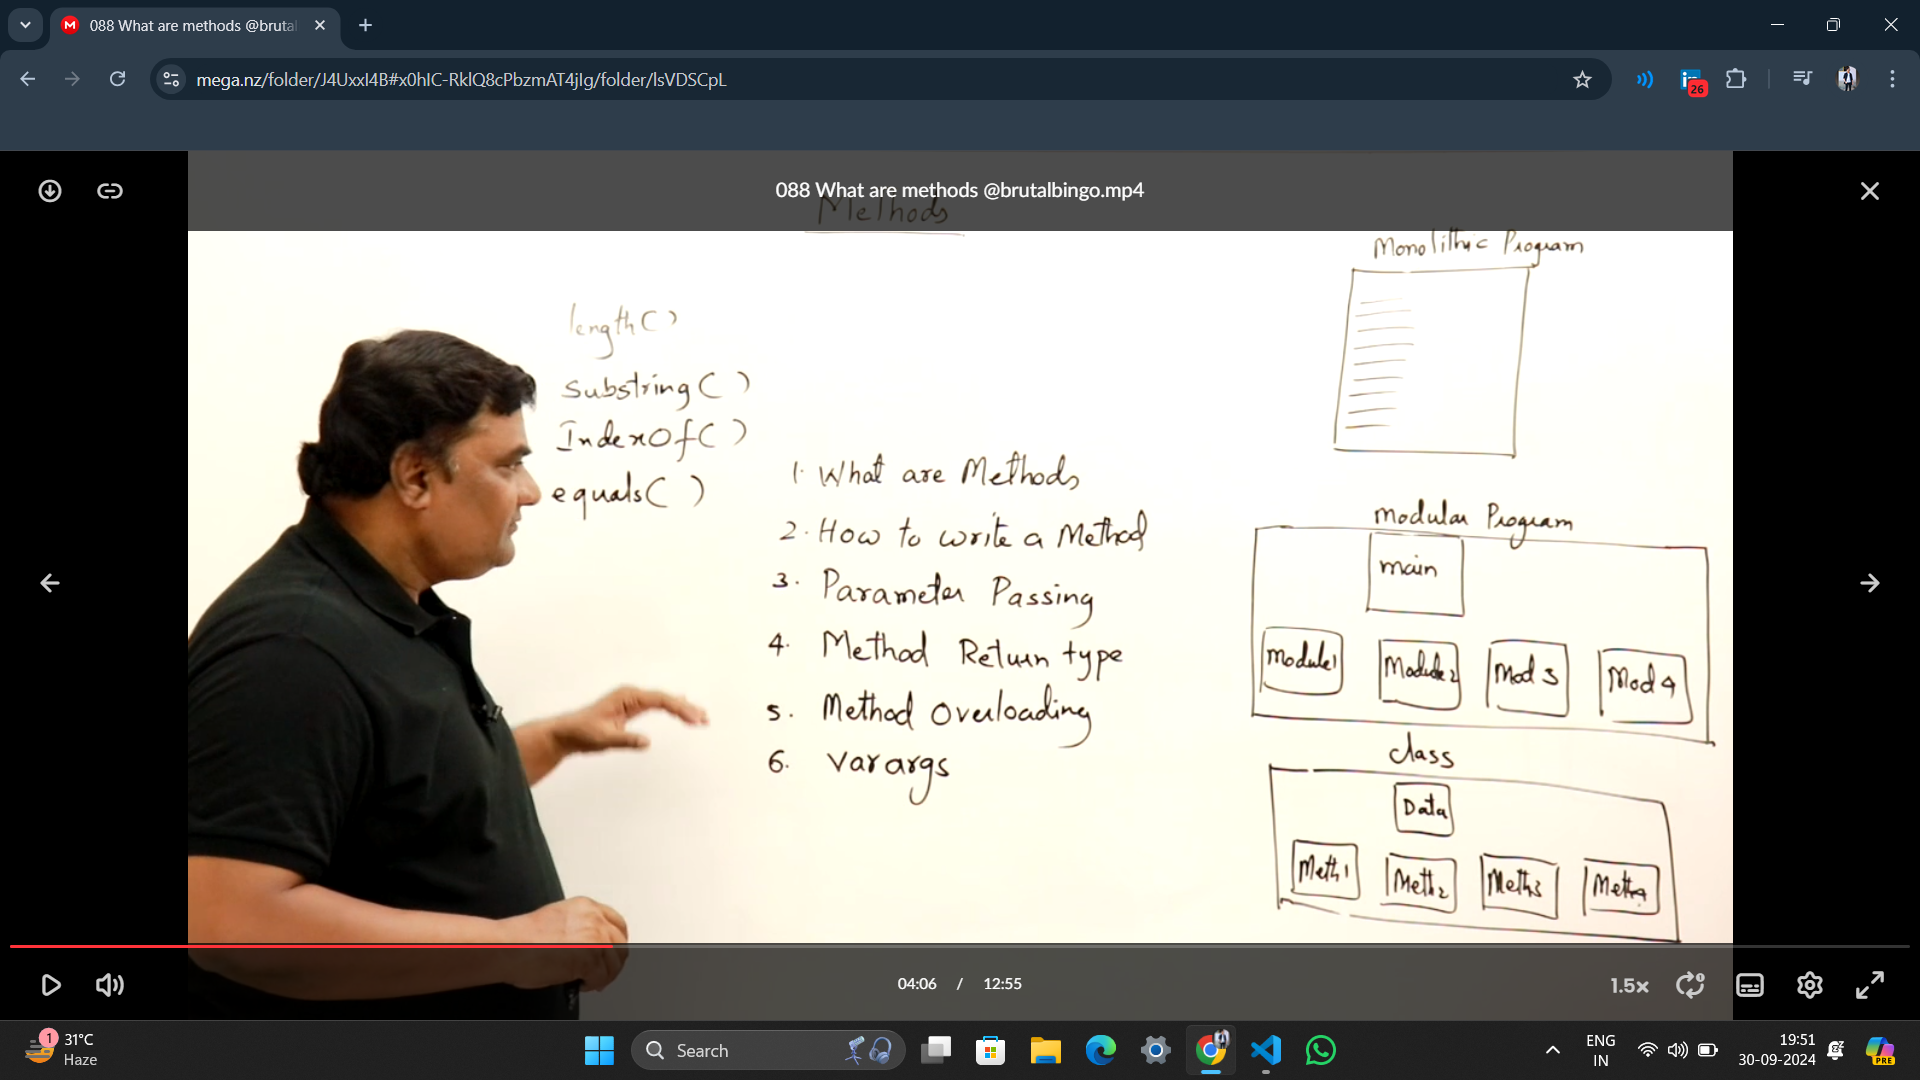 088 What are methods @bruta
mega.nz/folder/J4UxxI4B#x0hIC-RklQ8cPbzmAT4jIg/folder/lsVDSCpL
26
088 What are methods @brutalbingo.mp4
Methods
length( )
substring( )
IndexOf( )
equals( )
1. What are Methods
2. How to write a Method
3. Parameter Passing
4. Method Return type
5. Method Overloading
6. Varargs
Monolithic Program
Modular Program
main
Module1
Module2
Mod 3
Mod 4
class
Data
Meth1
Meth2
Meth3
Meth4
04:06 / 12:55
1.5x
1
31°C
Haze
Search
ENG
IN
19:51
30-09-2024
PRE